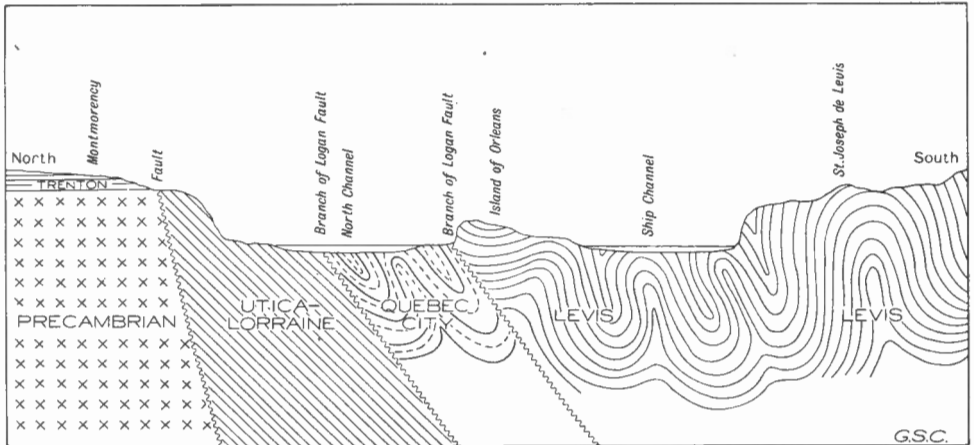 Montmorency
Fault
Branch of Logan Fault
North Channel
Branch of Logan Fault
Island of Orleans
Ship Channel
St. Joseph de Levis
North
South
TRENTON
PRECAMBRIAN
UTICA-
LORRAINE
QUEBEC
CITY
LEVIS
LEVIS
G.S.C.